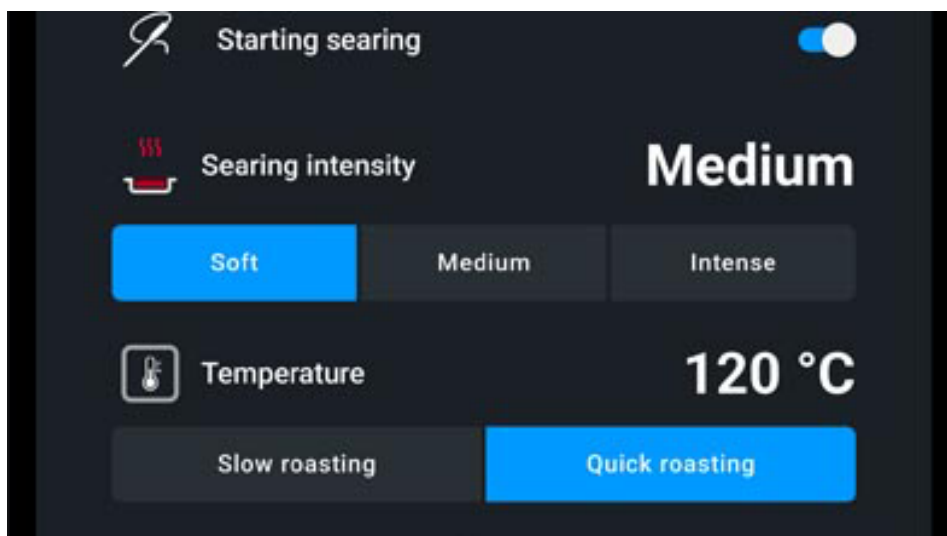 Starting searing
Searing intensity Medium
Soft Medium Intense
Temperature 120 °C
Slow roasting Quick roasting